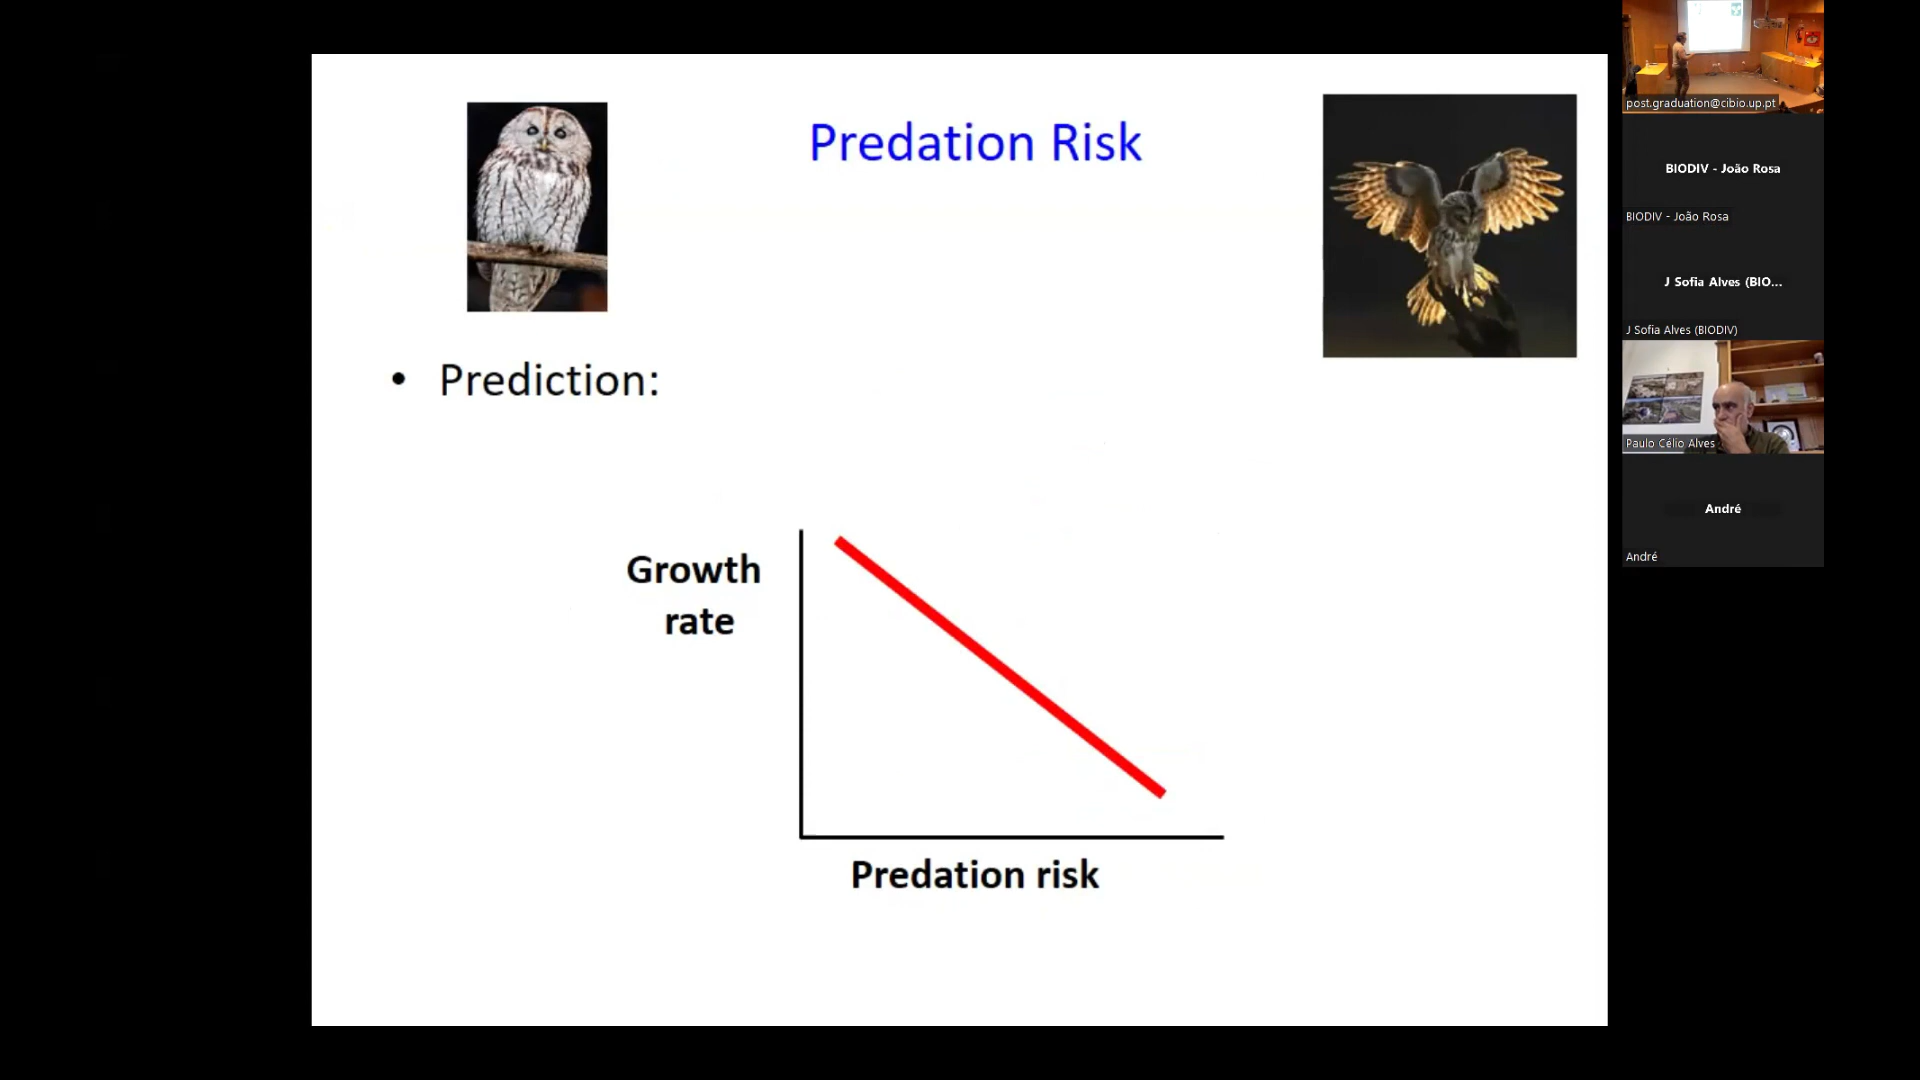 Predation Risk
• Prediction:
Growth
rate
Predation risk
post.graduation@cibio.up.pt
BIODIV - João Rosa
BIODIV - João Rosa
J Sofia Alves (BIO...
J Sofia Alves (BIODIV)
Paulo Célio Alves
André
André